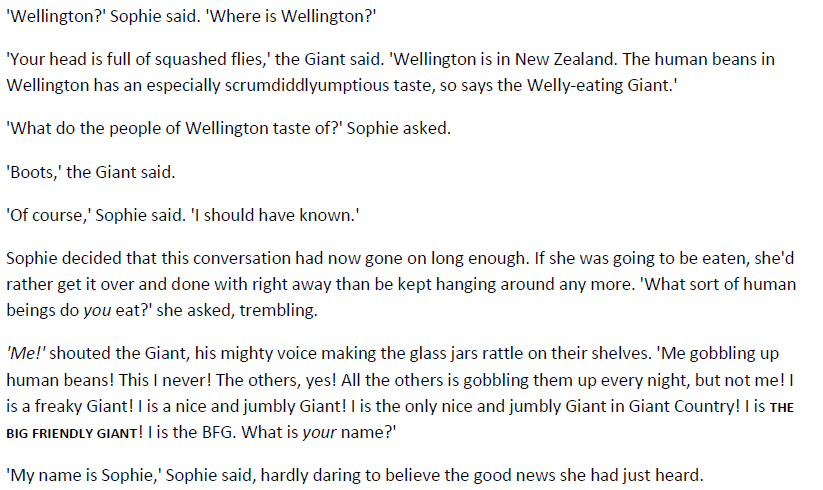 'Wellington?' Sophie said. 'Where is Wellington?'
'Your head is full of squashed flies,' the Giant said. 'Wellington is in New Zealand. The human beans in
Wellington has an especially scrumdiddlyumptious taste, so says the Welly-eating Giant.'
'What do the people of Wellington taste of?' Sophie asked.
'Boots,' the Giant said.
'Of course,' Sophie said. 'I should have known.'
Sophie decided that this conversation had now gone on long enough. If she was going to be eaten, she'd
rather get it over and done with right away than be kept hanging around any more. 'What sort of human
beings do you eat?' she asked, trembling.
'Me!' shouted the Giant, his mighty voice making the glass jars rattle on their shelves. 'Me gobbling up
human beans! This I never! The others, yes! All the others is gobbling them up every night, but not me! I
is a freaky Giant! I is a nice and jumbly Giant! I is the only nice and jumbly Giant in Giant Country! I is THE
BIG FRIENDLY GIANT! I is the BFG. What is your name?'
'My name is Sophie,' Sophie said, hardly daring to believe the good news she had just heard.